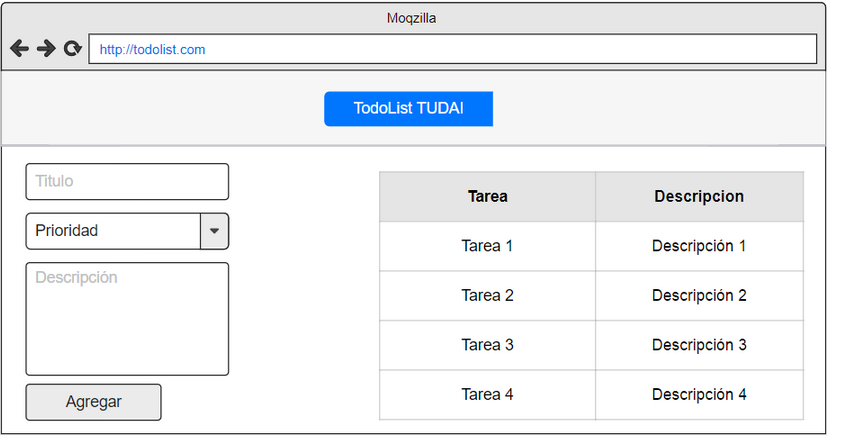 Moqzilla
http://todolist.com
TodoList TUDAI
Titulo
Prioridad
Descripción
Agregar
Tarea Descripcion
Tarea 1 Descripción 1
Tarea 2 Descripción 2
Tarea 3 Descripción 3
Tarea 4 Descripción 4